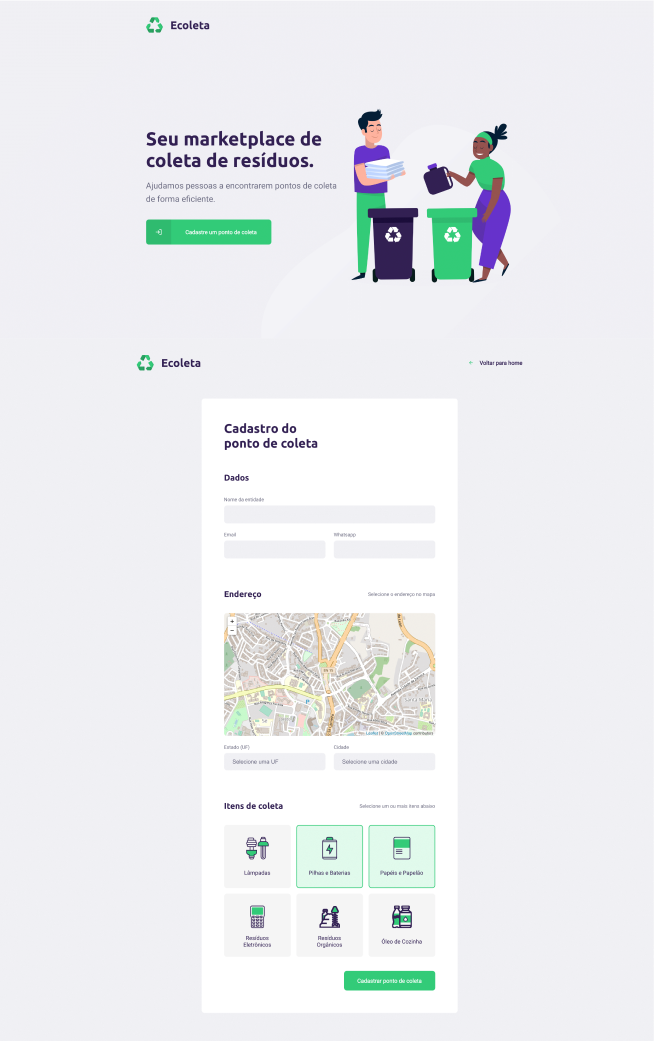 Ecoleta
Seu marketplace de
coleta de resíduos.
Ajudamos pessoas a encontrarem pontos de coleta
de forma eficiente.
Cadastre um ponto de coleta
Ecoleta
Voltar para home
Cadastro do
ponto de coleta
Dados
Nome da entidade
Email
Whatsapp
Endereço
Selecione o endereço no mapa
+
−
Leaflet | © OpenStreetMap contributors
Estado (UF)
Cidade
Selecione uma UF
Selecione uma cidade
Itens de coleta
Selecione um ou mais itens abaixo
Lâmpadas
Pilhas e Baterias
Papéis e Papelão
Resíduos
Eletrônicos
Resíduos
Orgânicos
Óleo de Cozinha
Cadastrar ponto de coleta